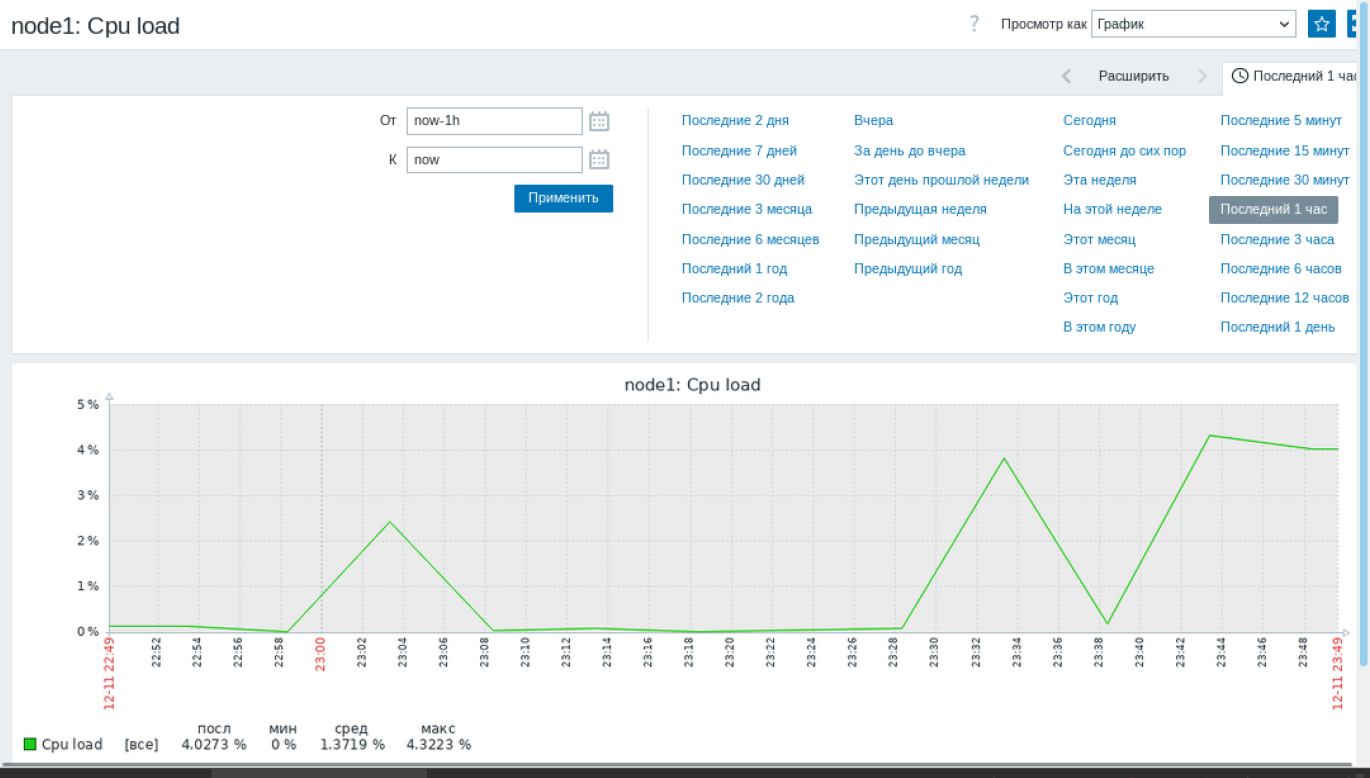 node1: Cpu load
? Просмотр как График
Расширить Последний 1 час
От now-1h
К now
Применить
Последние 2 дня Вчера Сегодня Последние 5 минут
Последние 7 дней За день до вчера Сегодня до сих пор Последние 15 минут
Последние 30 дней Этот день прошлой недели Эта неделя Последние 30 минут
Последние 3 месяца Предыдущая неделя На этой неделе Последний 1 час
Последние 6 месяцев Предыдущий месяц Этот месяц Последние 3 часа
Последний 1 год Предыдущий год В этом месяце Последние 6 часов
Последние 2 года Этот год Последние 12 часов
В этом году Последний 1 день
node1: Cpu load
5 %
4 %
3 %
2 %
1 %
0 %
12-11 22:49 22:52 22:54 22:56 22:58 23:00 23:02 23:04 23:06 23:08 23:10 23:12 23:14 23:16 23:18 23:20 23:22 23:24 23:26 23:28 23:30 23:32 23:34 23:36 23:38 23:40 23:42 23:44 23:46 23:48 12-11 23:49
посл мин сред макс
Cpu load [все] 4.0273 % 0 % 1.3719 % 4.3223 %